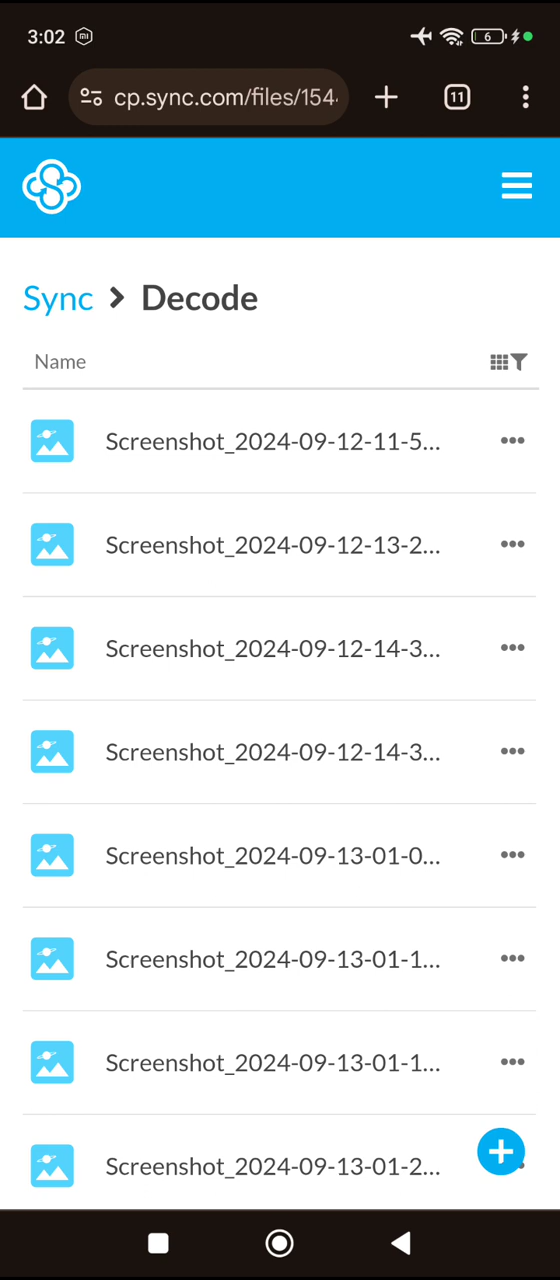 3:02
6
cp.sync.com/files/154
11
Sync > Decode
Name
Screenshot_2024-09-12-11-5...
Screenshot_2024-09-12-13-2...
Screenshot_2024-09-12-14-3...
Screenshot_2024-09-12-14-3...
Screenshot_2024-09-13-01-0...
Screenshot_2024-09-13-01-1...
Screenshot_2024-09-13-01-1...
Screenshot_2024-09-13-01-2...